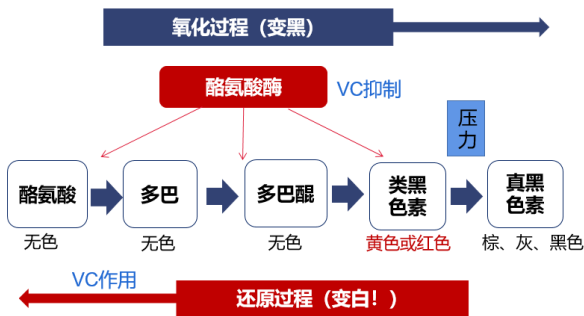 氧化过程（变黑）
酪氨酸酶
VC抑制
压
力
酪氨酸
多巴
多巴醌
类黑
色素
真黑
色素
无色
无色
无色
黄色或红色
棕、灰、黑色
VC作用
还原过程（变白！）